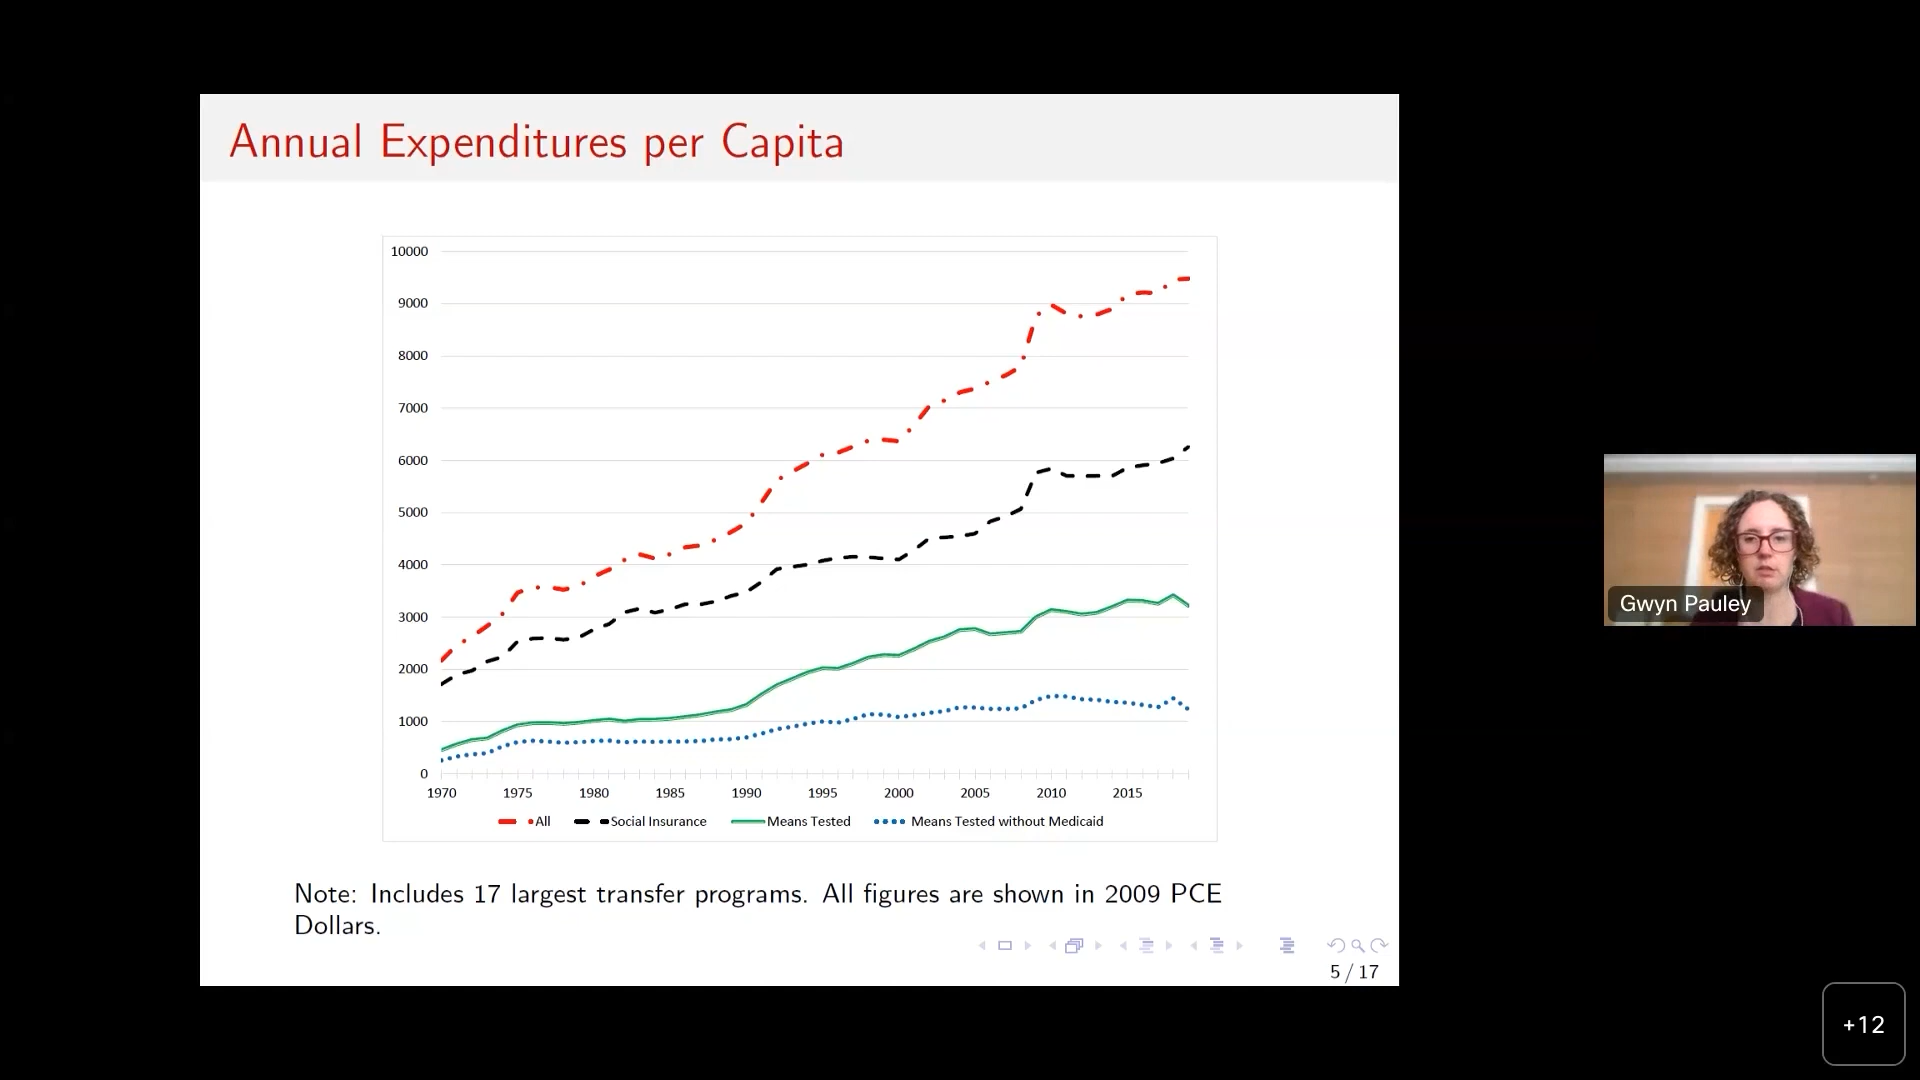 Annual Expenditures per Capita
10000
9000
8000
7000
6000
5000
4000
3000
2000
1000
0
1970 1975 1980 1985 1990 1995 2000 2005 2010 2015
All Social Insurance Means Tested Means Tested without Medicaid
Note: Includes 17 largest transfer programs. All figures are shown in 2009 PCE
Dollars.
5 / 17
Gwyn Pauley
+12